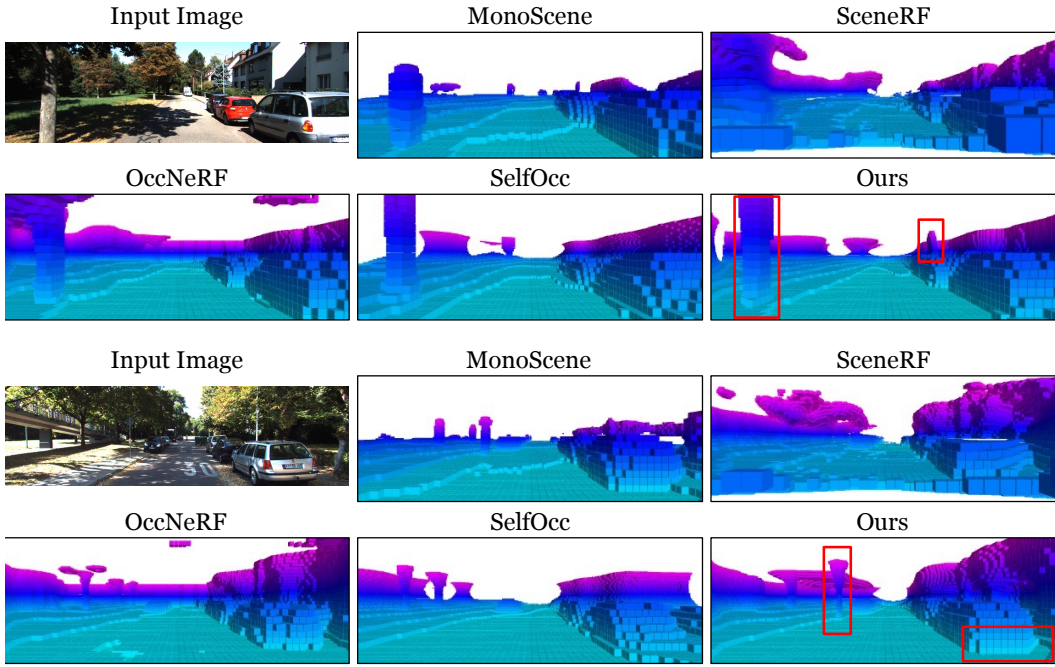 Input Image
MonoScene
SceneRF
OccNeRF
SelfOcc
Ours
Input Image
MonoScene
SceneRF
OccNeRF
SelfOcc
Ours